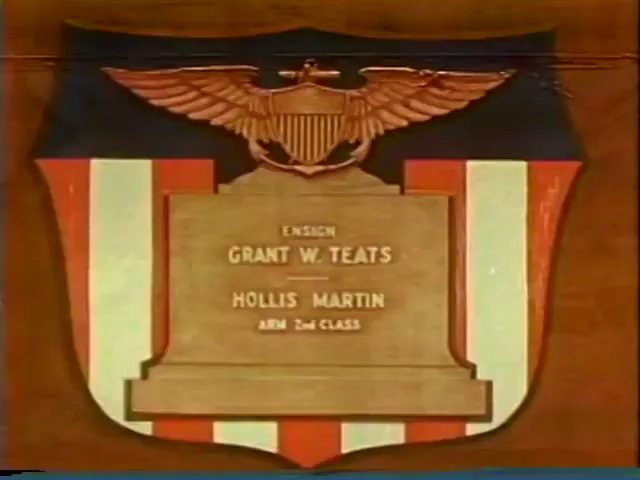 ENSIGN
GRANT W. TEATS
HOLLIS MARTIN
ARM 2nd CLASS